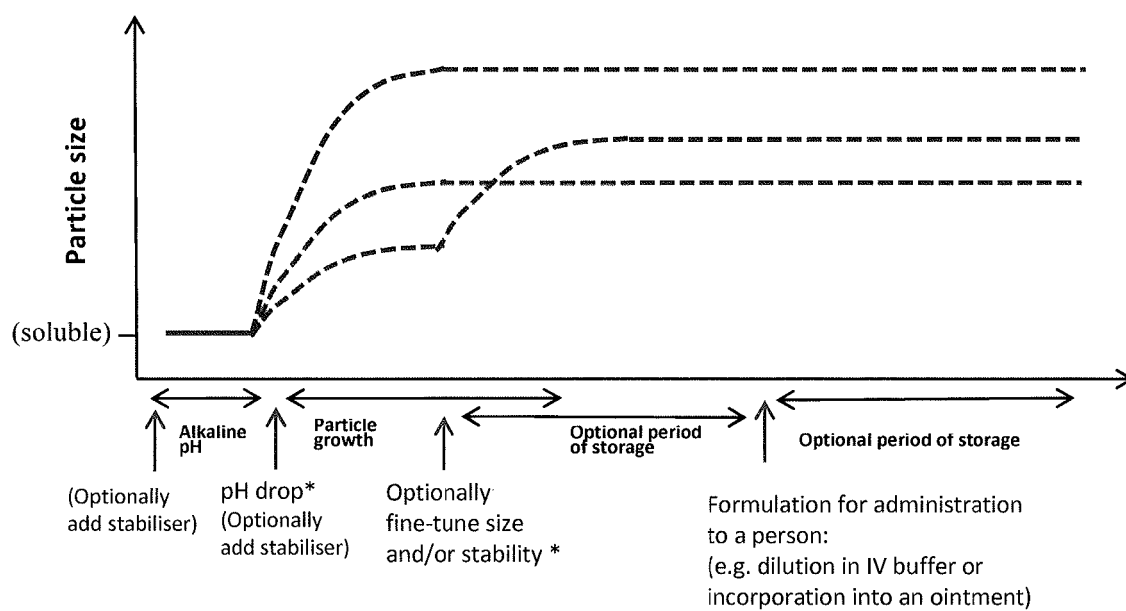 Particle size
(soluble)
Alkaline
pH
Particle
growth
Optional period
of storage
Optional period of storage
(Optionally
add stabiliser)
pH drop*
(Optionally
add stabiliser)
Optionally
fine-tune size
and/or stability *
Formulation for administration
to a person:
(e.g. dilution in IV buffer or
incorporation into an ointment)